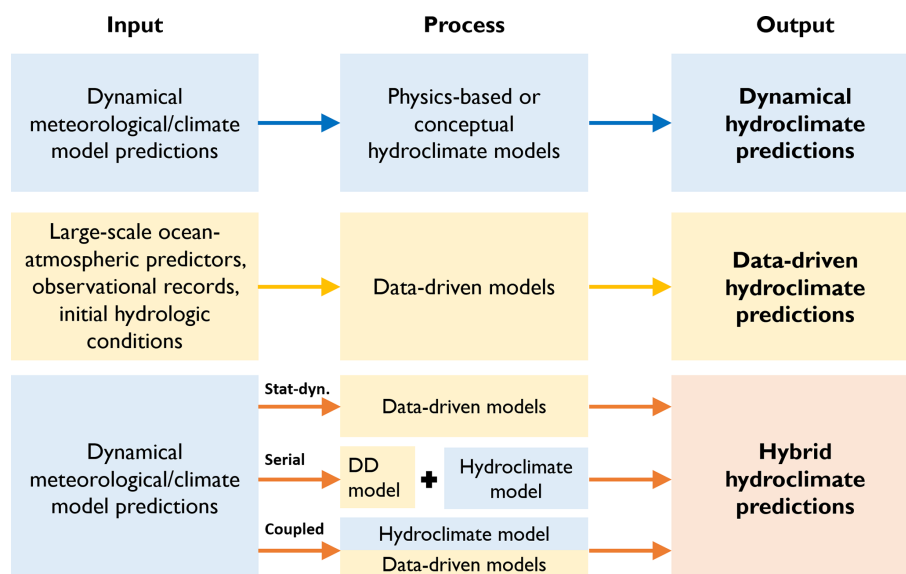 Input
Process
Output
Dynamical
meteorological/climate
model predictions
Physics-based or
conceptual
hydroclimate models
Dynamical
hydroclimate
predictions
Large-scale ocean-
atmospheric predictors,
observational records,
initial hydrologic
conditions
Data-driven models
Data-driven
hydroclimate
predictions
Dynamical
meteorological/climate
model predictions
Stat-dyn.
Data-driven models
Serial
DD
model
+
Hydroclimate
model
Coupled
Hydroclimate model
Data-driven models
Hybrid
hydroclimate
predictions